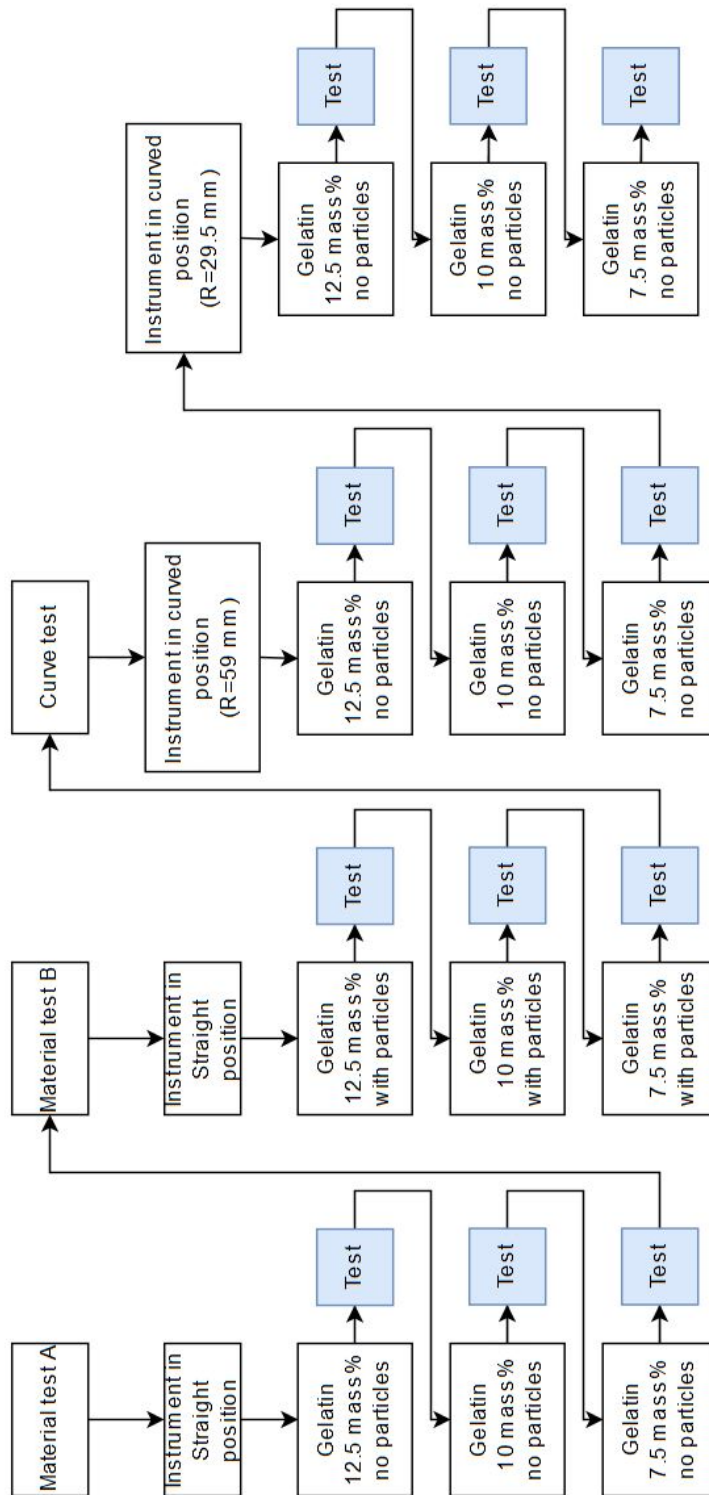 Material test A
Instrument in
Straight
position
Gelatin
12.5 mass%
no particles
Test
Gelatin
10 mass%
no particles
Test
Gelatin
7.5 mass%
no particles
Test
Material test B
Instrument in
Straight
position
Gelatin
12.5 mass%
with particles
Test
Gelatin
10 mass%
with particles
Test
Gelatin
7.5 mass%
with particles
Test
Curve test
Instrument in curved
position
(R=59 mm)
Gelatin
12.5 mass%
no particles
Test
Gelatin
10 mass%
no particles
Test
Gelatin
7.5 mass%
no particles
Test
Instrument in curved
position
(R=29.5 mm)
Gelatin
12.5 mass%
no particles
Test
Gelatin
10 mass%
no particles
Test
Gelatin
7.5 mass%
no particles
Test